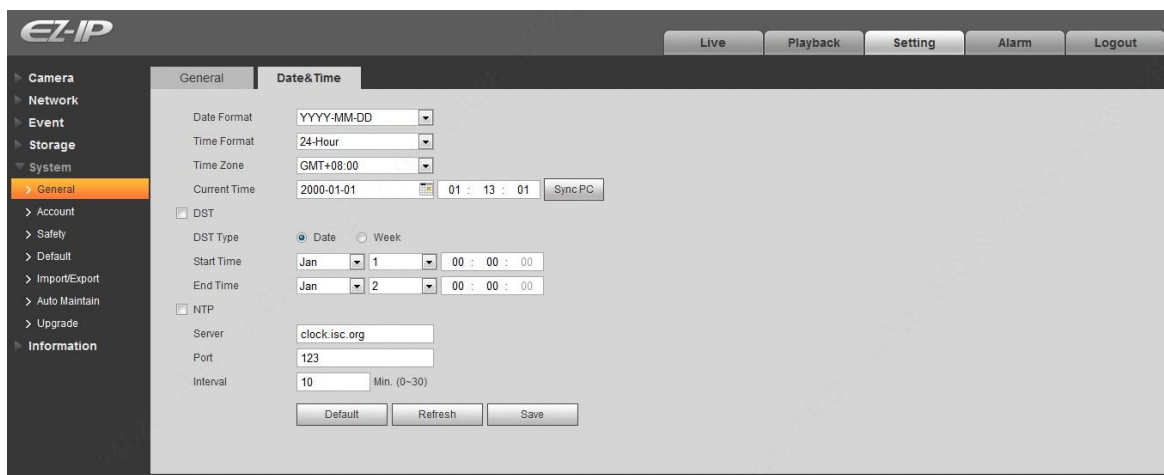 EZ-IP
Live Playback Setting Alarm Logout
Camera
Network
Event
Storage
System
General
Account
Safety
Default
Import/Export
Auto Maintain
Upgrade
Information
General Date&Time
Date Format YYYY-MM-DD
Time Format 24-Hour
Time Zone GMT+08:00
Current Time 2000-01-01 01 : 13 : 01 Sync PC
DST
DST Type Date Week
Start Time Jan 1 00 : 00 : 00
End Time Jan 2 00 : 00 : 00
NTP
Server clock.isc.org
Port 123
Interval 10 Min. (0~30)
Default Refresh Save